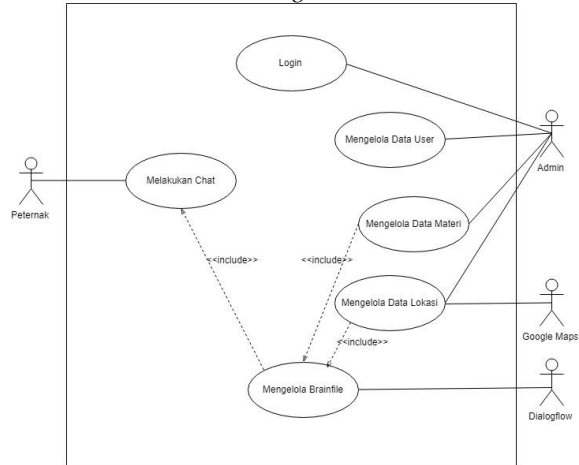 Login
Mengelola Data User
Admin
Melakukan Chat
Peternak
Mengelola Data Materi
<<include>>
<<include>>
Mengelola Data Lokasi
Google Maps
<<include>>
Mengelola Brainfile
Dialogflow